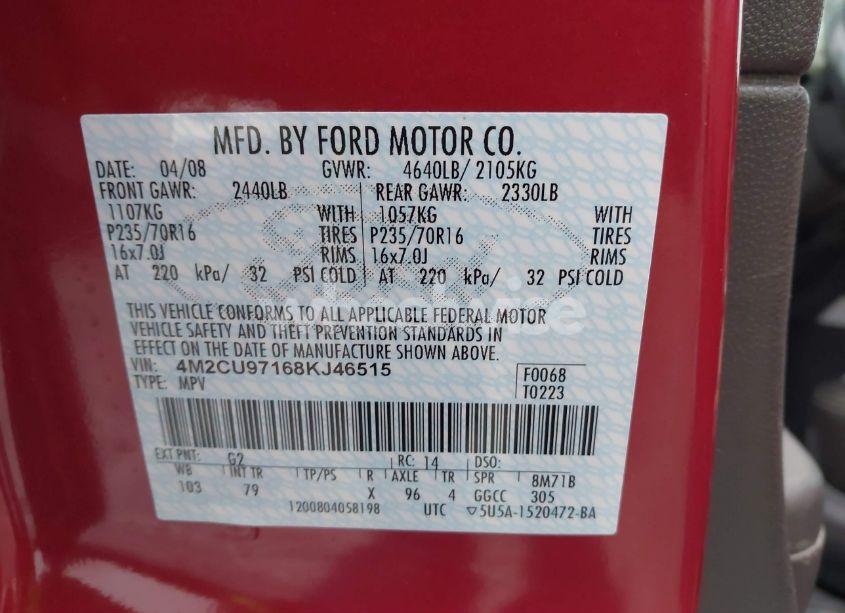 MFD. BY FORD MOTOR CO.
DATE: 04/08 GVWR: 4640LB/ 2105KG
FRONT GAWR: 2440LB REAR GAWR: 2330LB
1107KG WITH 1057KG WITH
P235/70R16 TIRES P235/70R16 TIRES
16x7.0J RIMS 16x7.0J RIMS
AT 220 kPa/ 32 PSI COLD AT 220 kPa/ 32 PSI COLD
THIS VEHICLE CONFORMS TO ALL APPLICABLE FEDERAL MOTOR
VEHICLE SAFETY AND THEFT PREVENTION STANDARDS IN
EFFECT ON THE DATE OF MANUFACTURE SHOWN ABOVE.
VIN: 4M2CU97168KJ46515 F0068
TYPE: MPV T0223
EXT PNT: G2 RC: 14 DSO:
WB INT TR TP/PS R AXLE TR SPR 8M71B
103 79 X 96 4 GGCC 305
1200804058198 UTC ▽5U5A-1520472-BA